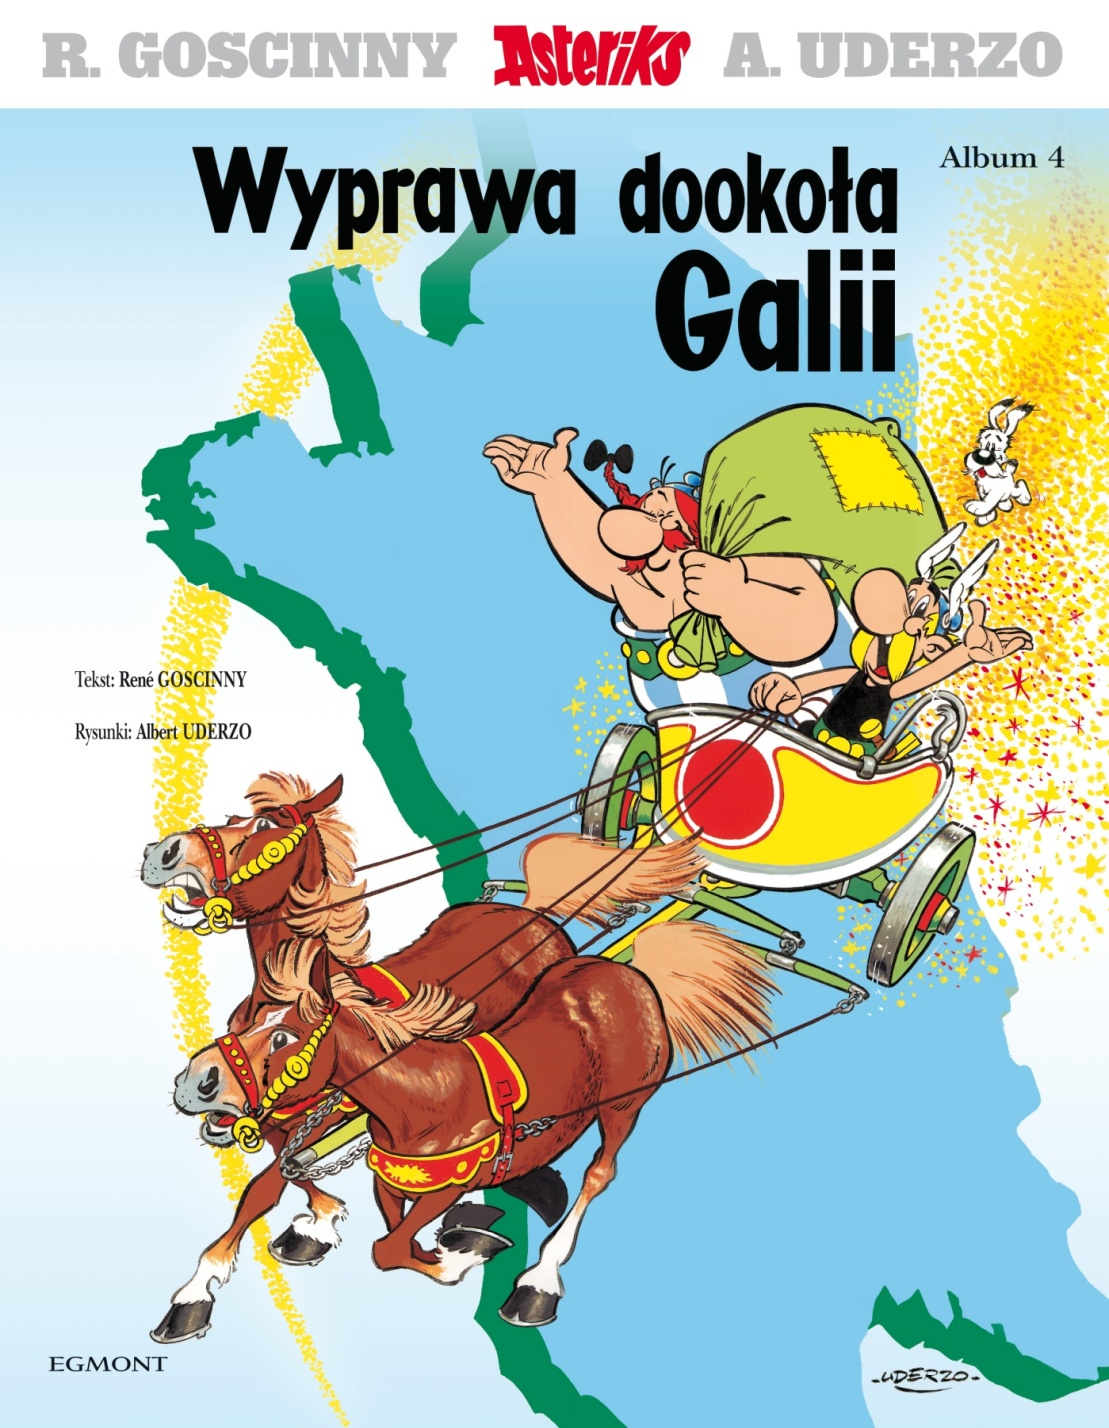 R. GOSCINNY Asteriks A. UDERZO
Album 4
Wyprawa dookoła
Galii
Tekst: René GOSCINNY
Rysunki: Albert UDERZO
EGMONT
-UDERZO-